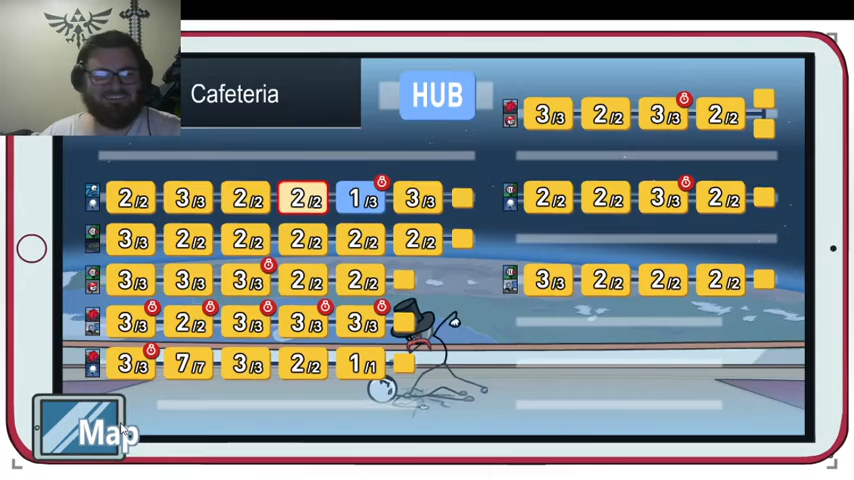 Cafeteria
HUB
3/3 2/2 3/3 2/2
2/2 3/3 2/2 2/2 1/3 3/3
2/2 2/2 3/3 2/2
3/3 2/2 2/2 2/2 2/2 2/2
3/3 3/3 3/3 2/2 2/2
3/3 2/2 2/2 2/2
3/3 2/2 3/3 3/3 3/3
3/3 7/7 3/3 2/2 1/1
Map